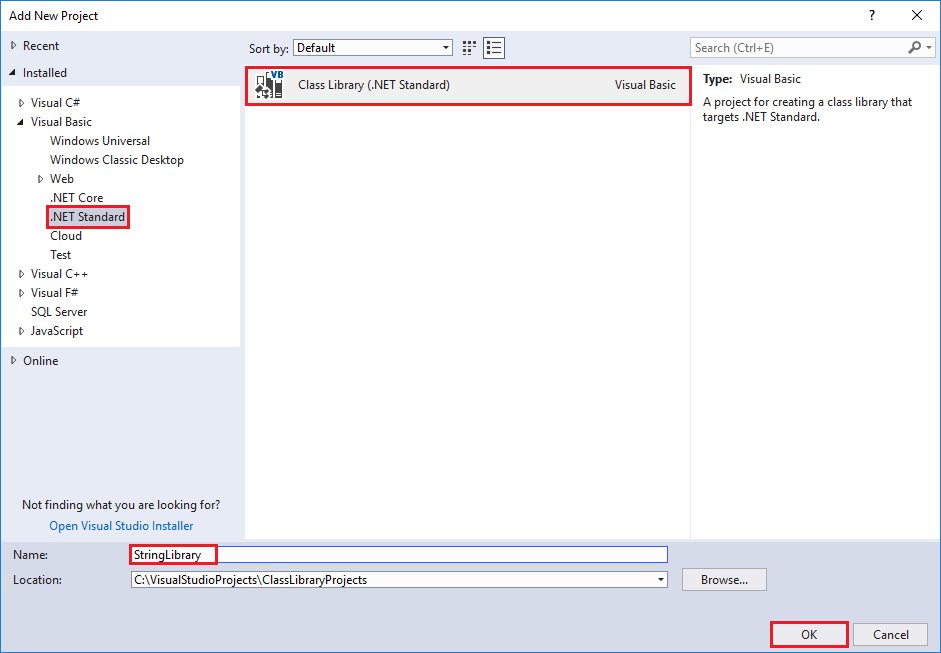 Add New Project
?
Recent
Installed
Visual C#
Visual Basic
Windows Universal
Windows Classic Desktop
Web
.NET Core
.NET Standard
Cloud
Test
Visual C++
Visual F#
SQL Server
JavaScript
Online
Not finding what you are looking for?
Open Visual Studio Installer
Sort by: Default
VB
Class Library (.NET Standard) Visual Basic
Search (Ctrl+E)
Type: Visual Basic
A project for creating a class library that
targets .NET Standard.
Name: StringLibrary
Location: C:\VisualStudioProjects\ClassLibraryProjects
Browse...
OK Cancel